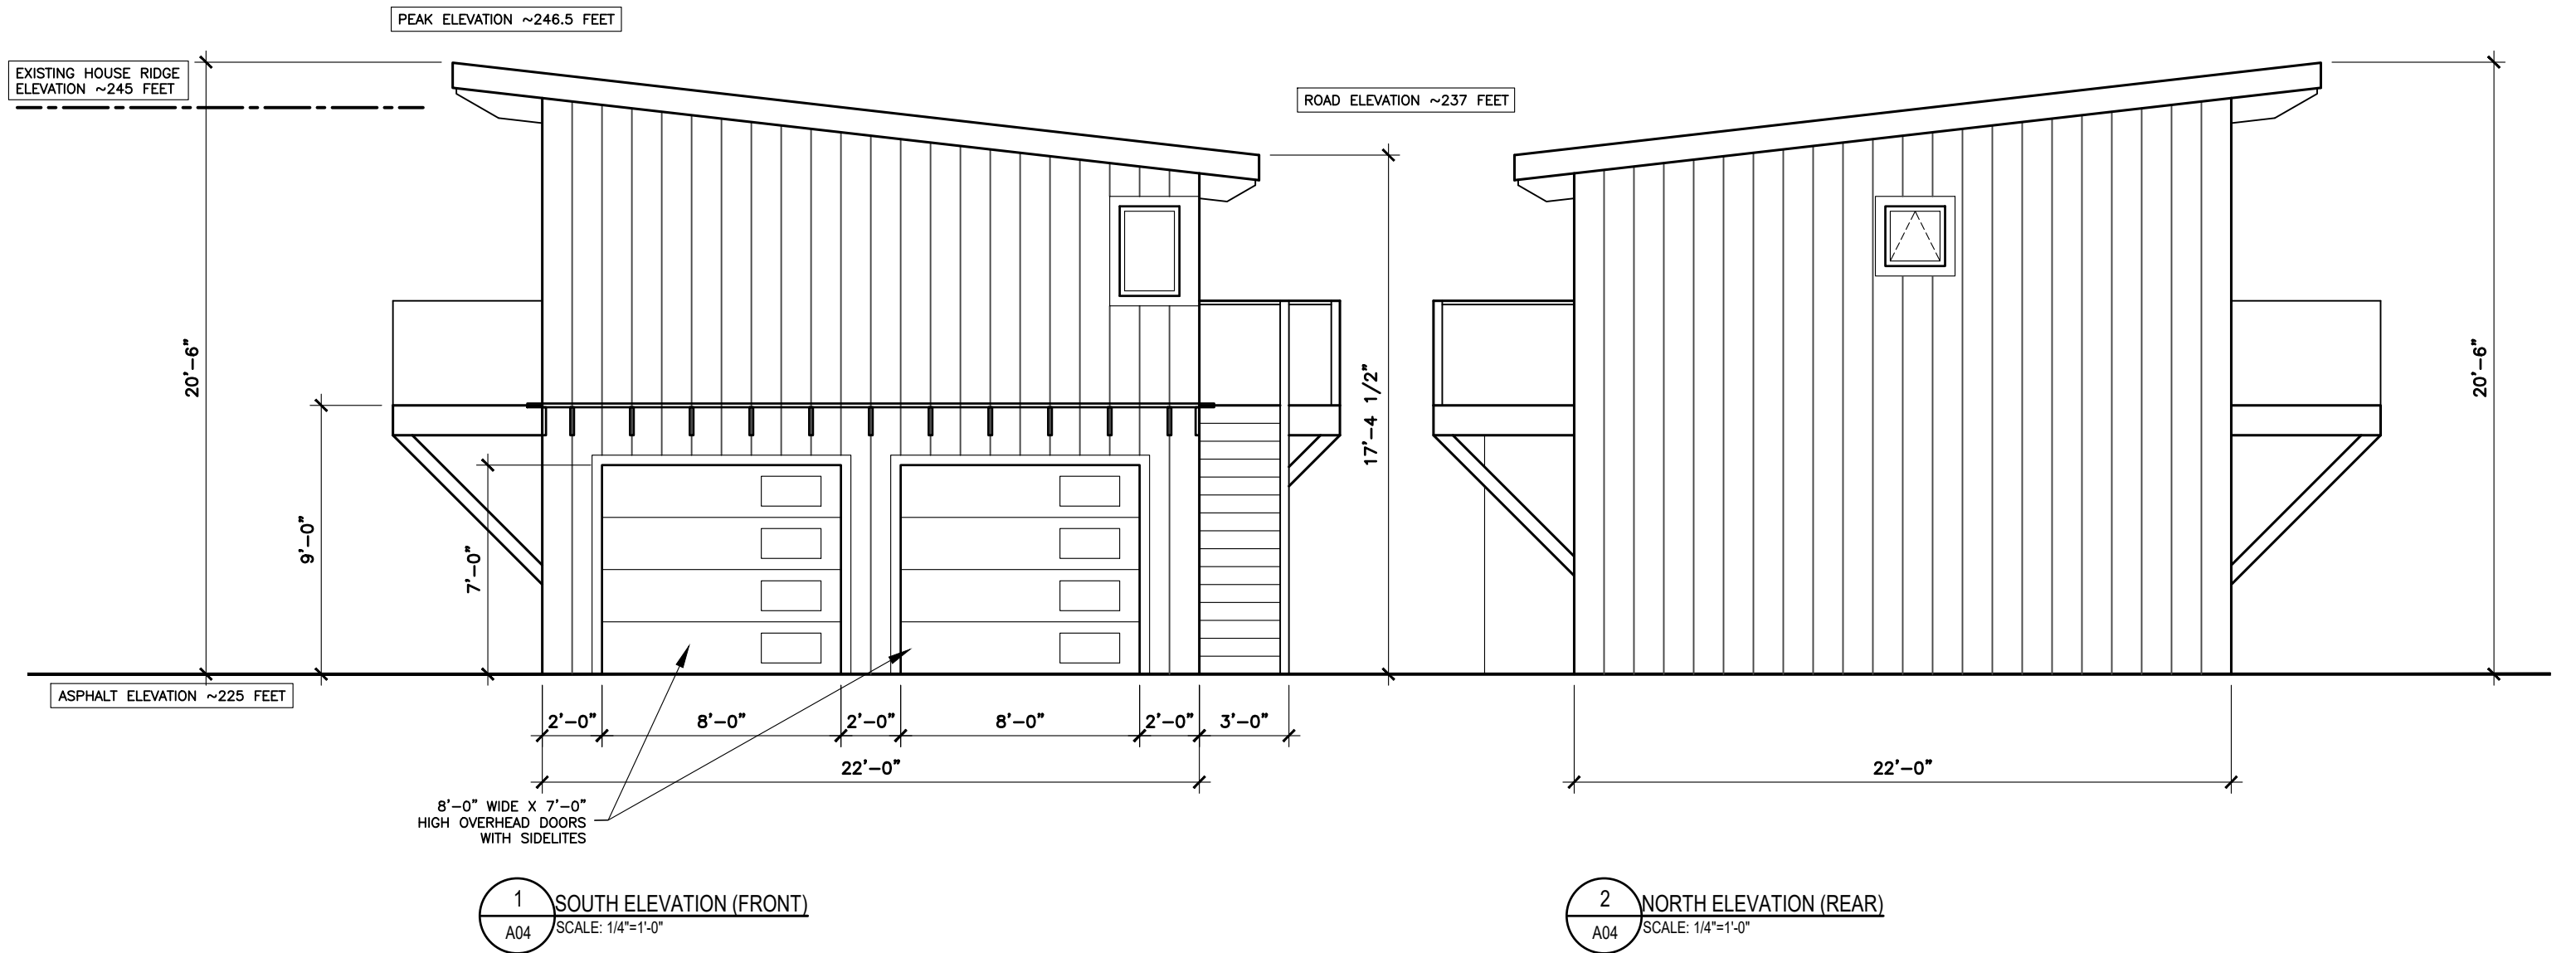 PEAK ELEVATION ~246.5 FEET
EXISTING HOUSE RIDGE
ELEVATION ~245 FEET
ROAD ELEVATION ~237 FEET
20'-6"
9'-0"
7'-0"
17'-4 1/2"
20'-6"
ASPHALT ELEVATION ~225 FEET
2'-0"
8'-0"
2'-0"
8'-0"
2'-0"
3'-0"
22'-0"
22'-0"
8'-0" WIDE X 7'-0"
HIGH OVERHEAD DOORS
WITH SIDELITES
1
A04
SOUTH ELEVATION (FRONT)
SCALE: 1/4"=1'-0"
2
A04
NORTH ELEVATION (REAR)
SCALE: 1/4"=1'-0"